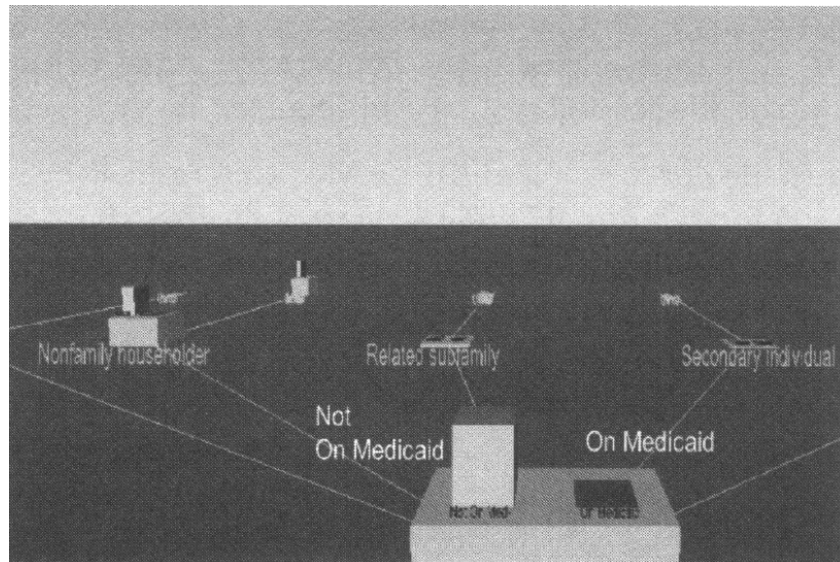 Nonfamily householder
Related subfamily
Secondary individual
Not
On Medicaid
On Medicaid